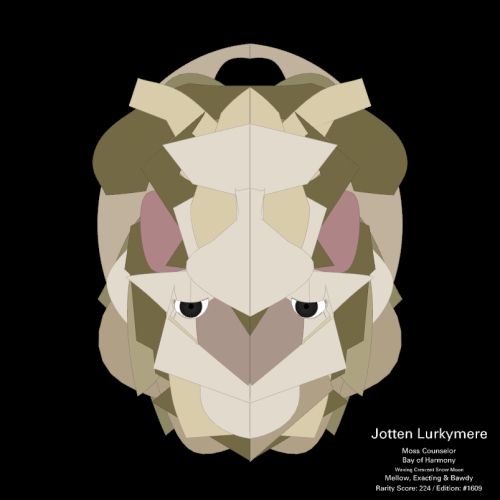 Jotten Lurkymere
Moss Counselor
Bay of Harmony
Waxing Crescent Snow Moon
Mellow, Exacting & Bawdy
Rarity Score: 224 / Edition: #1609